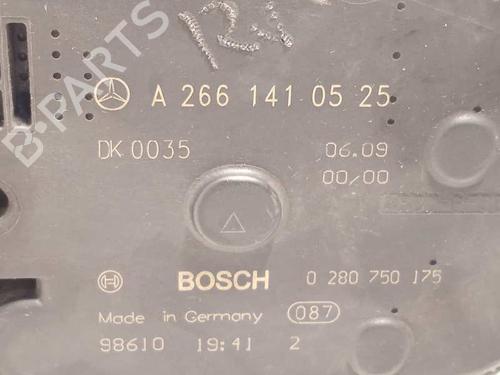 123
A 266 141 05 25
DK 0035 06.09
00/00
BOSCH 0 280 750 175
Made in Germany 087
98610 19:41 2
B-PARTS